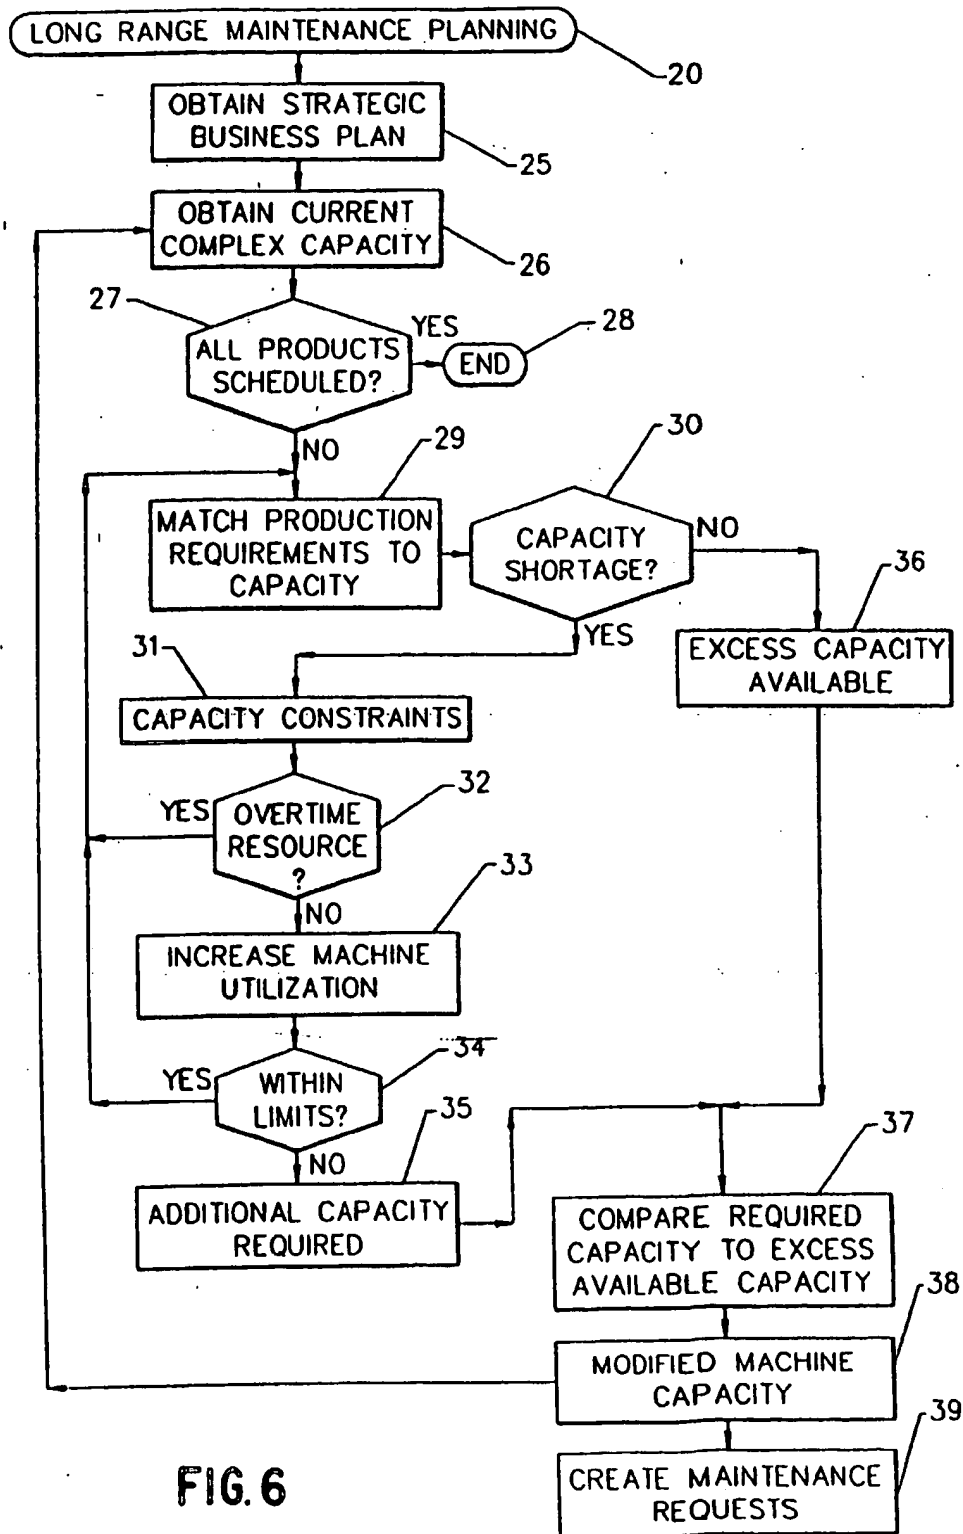 LONG RANGE MAINTENANCE PLANNING
20
OBTAIN STRATEGIC
BUSINESS PLAN
25
OBTAIN CURRENT
COMPLEX CAPACITY
26
27
ALL PRODUCTS
SCHEDULED?
YES
END
28
NO
29
MATCH PRODUCTION
REQUIREMENTS TO
CAPACITY
30
CAPACITY
SHORTAGE?
NO
YES
36
EXCESS CAPACITY
AVAILABLE
31
CAPACITY CONSTRAINTS
32
YES
OVERTIME
RESOURCE
?
NO
33
INCREASE MACHINE
UTILIZATION
34
YES
WITHIN
LIMITS?
NO
35
ADDITIONAL CAPACITY
REQUIRED
37
COMPARE REQUIRED
CAPACITY TO EXCESS
AVAILABLE CAPACITY
38
MODIFIED MACHINE
CAPACITY
39
CREATE MAINTENANCE
REQUESTS
FIG. 6